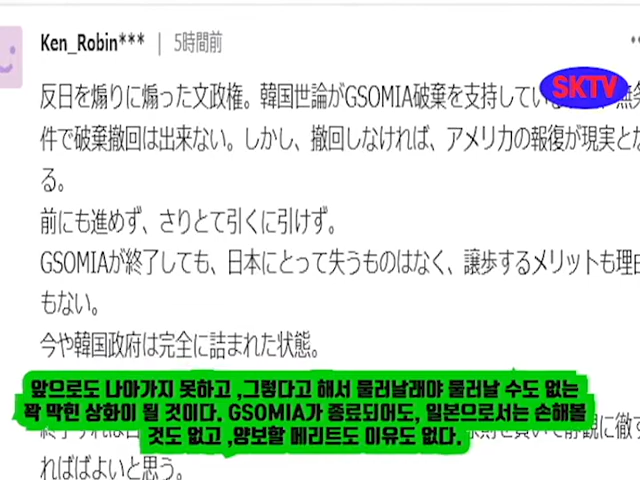 Ken_Robin*** | 5時間前
SKTV
反日を煽りに煽った文政権。韓国世論がGSOMIA破棄を支持してい 無条
件で破棄撤回は出来ない。しかし、撤回しなければ、アメリカの報復が現実とな
る。
前にも進めず、さりとて引くに引けず。
GSOMIAが終了しても、日本にとって失うものはなく、譲歩するメリットも理由
もない。
今や韓国政府は完全に詰まれた状態。
앞으로도 나아가지 못하고 ,그렇다고 해서 물러날래야 물러날 수도 없는
꽉 막힌 상화이 될 것이다. GSOMIA가 종료되어도, 일본으로서는 손해볼
것도 없고 ,양보할 메리트도 이유도 없다.
静観に徹す
ればばよいと思う。